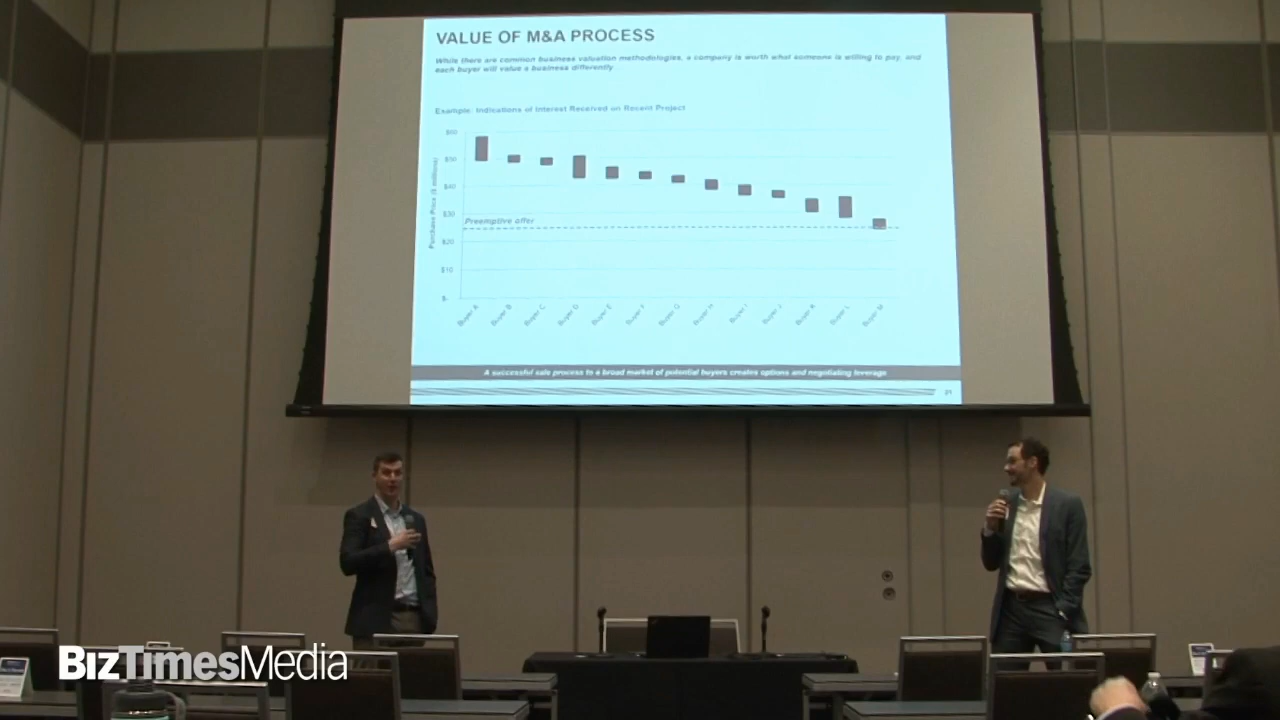 VALUE OF M&A PROCESS
While there are common business valuation methodologies, a company is worth what someone is willing to pay, and
each buyer will value a business differently
Example: Indications of Interest Received on Recent Project
Purchase Price ($ millions)
$60
$50
$40
$30
$20
$10
$-
Preemptive offer
Buyer A
Buyer B
Buyer C
Buyer D
Buyer E
Buyer F
Buyer G
Buyer H
Buyer I
Buyer J
Buyer K
Buyer L
Buyer M
A successful sale process to a broad market of potential buyers creates options and negotiating leverage
BizTimesMedia